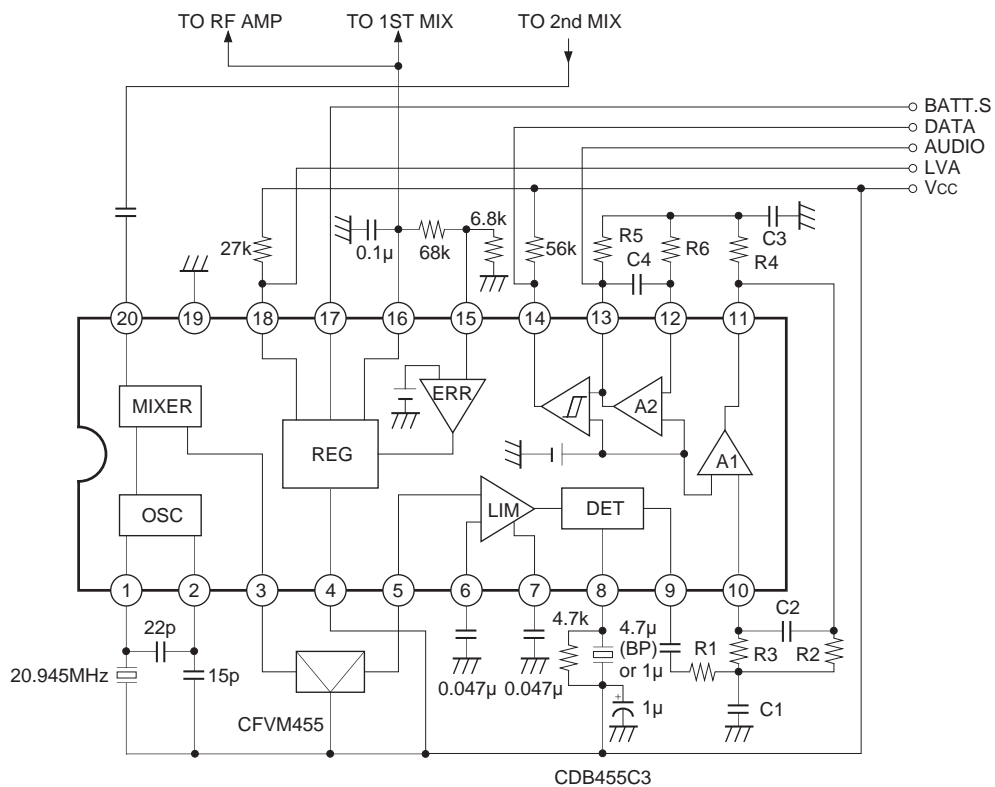 TO RF AMP
TO 1ST MIX
TO 2nd MIX
BATT.S
DATA
AUDIO
LVA
VCC
27k
0.1μ
68k
6.8k
56k
R5
C4
R6
R4
C3
20
19
18
17
16
15
14
13
12
11
MIXER
OSC
REG
ERR
A2
A1
LIM
DET
1
2
3
4
5
6
7
8
9
10
20.945MHz
22p
15p
CFVM455
0.047μ
0.047μ
4.7k
4.7μ
(BP)
or 1μ
1μ
R1
C2
R3
R2
C1
CDB455C3